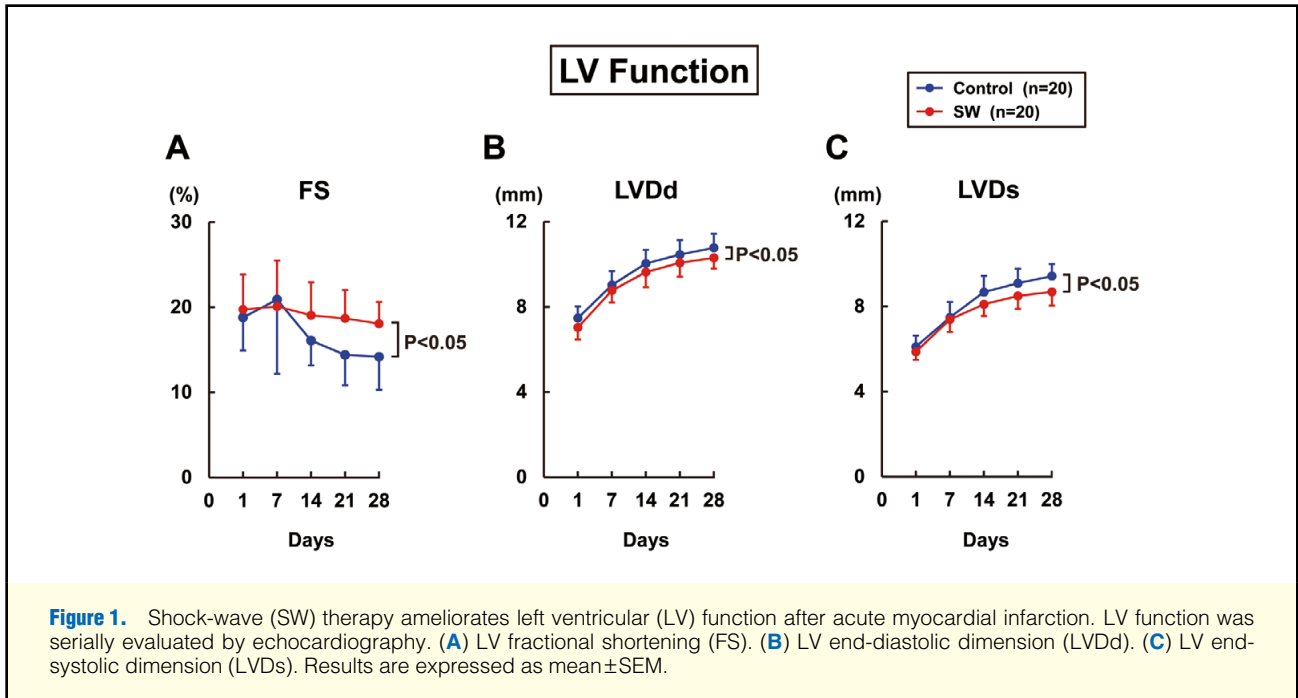 LV Function
Control (n=20)
SW (n=20)
A
FS
(%)
30
20
10
0
0 1 7 14 21 28
Days
P<0.05
B
LVDd
(mm)
12
8
4
0
0 1 7 14 21 28
Days
P<0.05
C
LVDs
(mm)
12
8
4
0
0 1 7 14 21 28
Days
P<0.05
Figure 1. Shock-wave (SW) therapy ameliorates left ventricular (LV) function after acute myocardial infarction. LV function was
serially evaluated by echocardiography. (A) LV fractional shortening (FS). (B) LV end-diastolic dimension (LVDd). (C) LV end-
systolic dimension (LVDs). Results are expressed as mean±SEM.